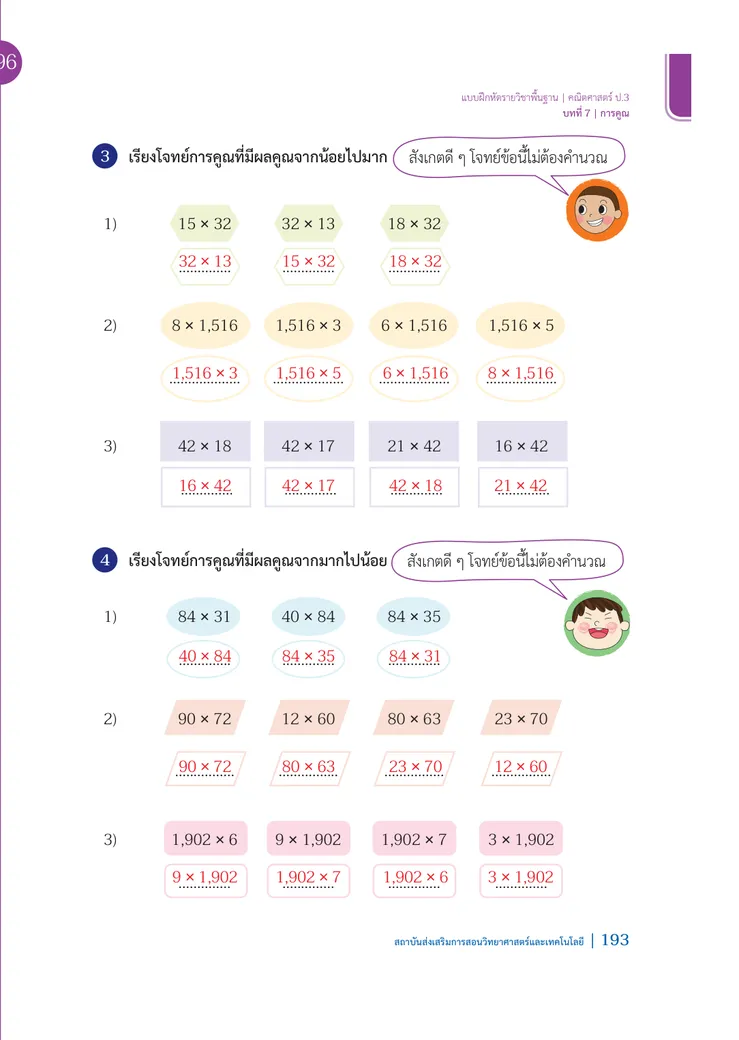 96
แบบฝึกหัดรายวิชาพื้นฐาน | คณิตศาสตร์ ป.3
บทที่ 7 | การคูณ
3 เรียงโจทย์การคูณที่มีผลคูณจากน้อยไปมาก สังเกตดี ๆ โจทย์ข้อนี้ไม่ต้องคำนวณ
1) 15 × 32 32 × 13 18 × 32
32 × 13 15 × 32 18 × 32
2) 8 × 1,516 1,516 × 3 6 × 1,516 1,516 × 5
1,516 × 3 1,516 × 5 6 × 1,516 8 × 1,516
3) 42 × 18 42 × 17 21 × 42 16 × 42
16 × 42 42 × 17 42 × 18 21 × 42
4 เรียงโจทย์การคูณที่มีผลคูณจากมากไปน้อย สังเกตดี ๆ โจทย์ข้อนี้ไม่ต้องคำนวณ
1) 84 × 31 40 × 84 84 × 35
40 × 84 84 × 35 84 × 31
2) 90 × 72 12 × 60 80 × 63 23 × 70
90 × 72 80 × 63 23 × 70 12 × 60
3) 1,902 × 6 9 × 1,902 1,902 × 7 3 × 1,902
9 × 1,902 1,902 × 7 1,902 × 6 3 × 1,902
สถาบันส่งเสริมการสอนวิทยาศาสตร์และเทคโนโลยี | 193